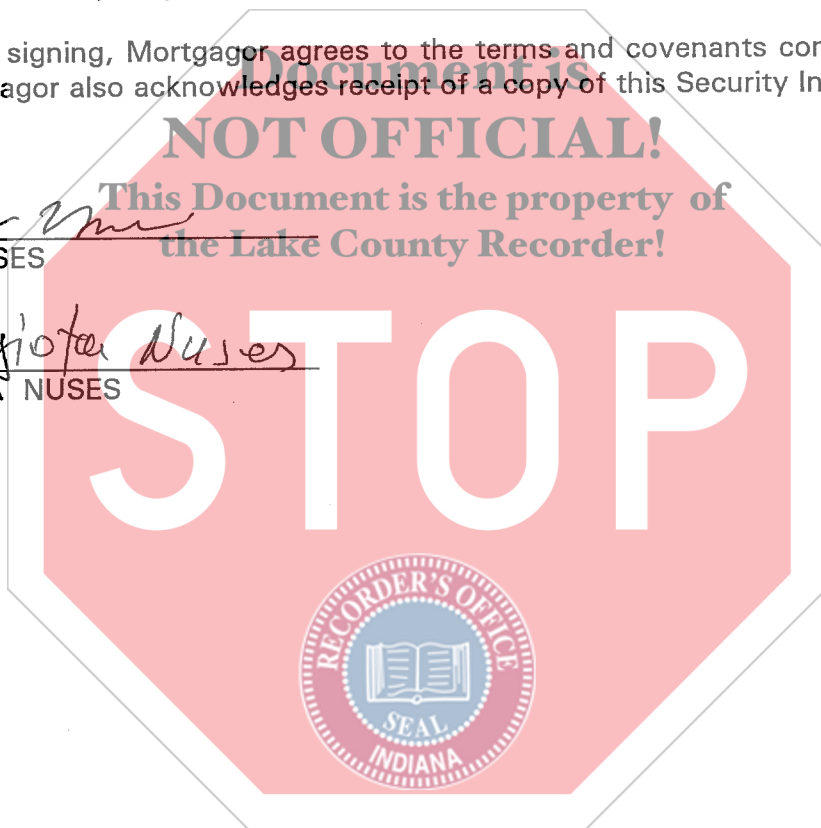 signing, Mortgagor agrees to the terms and covenants con
agor also acknowledges receipt of a copy of this Security In
Document is
NOT OFFICIAL!
This Document is the property of
the Lake County Recorder!
SES
Nuses
NUSES
STOP
RECORDER'S OFFICE
SEAL
INDIANA